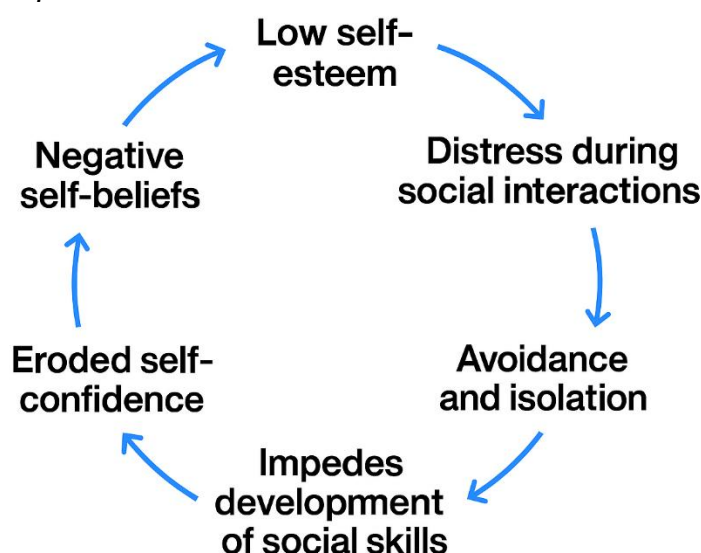 Low self-
esteem
Distress during
social interactions
Avoidance
and isolation
Impedes
development
of social skills
Eroded self-
confidence
Negative
self-beliefs